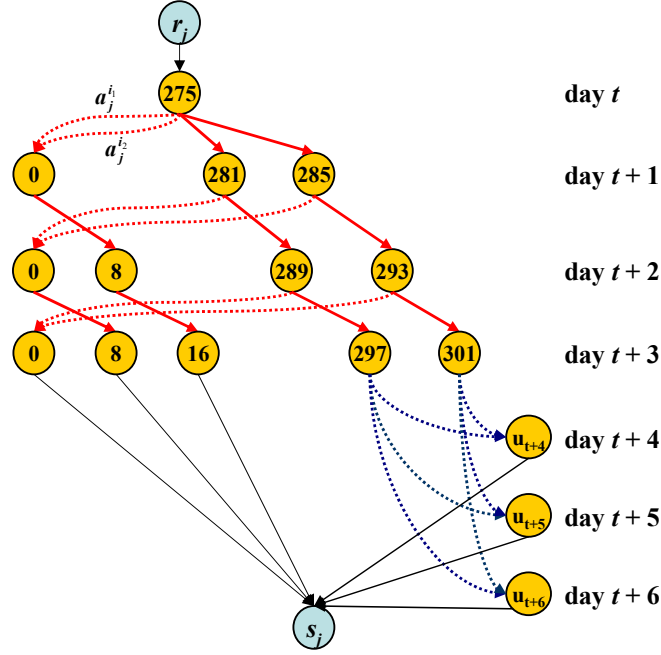 r_j
275 day t
a_j^{i_1}
a_j^{i_2}
0 281 285 day t + 1
0 8 289 293 day t + 2
0 8 16 297 301 day t + 3
u_{t+4} day t + 4
u_{t+5} day t + 5
u_{t+6} day t + 6
s_j